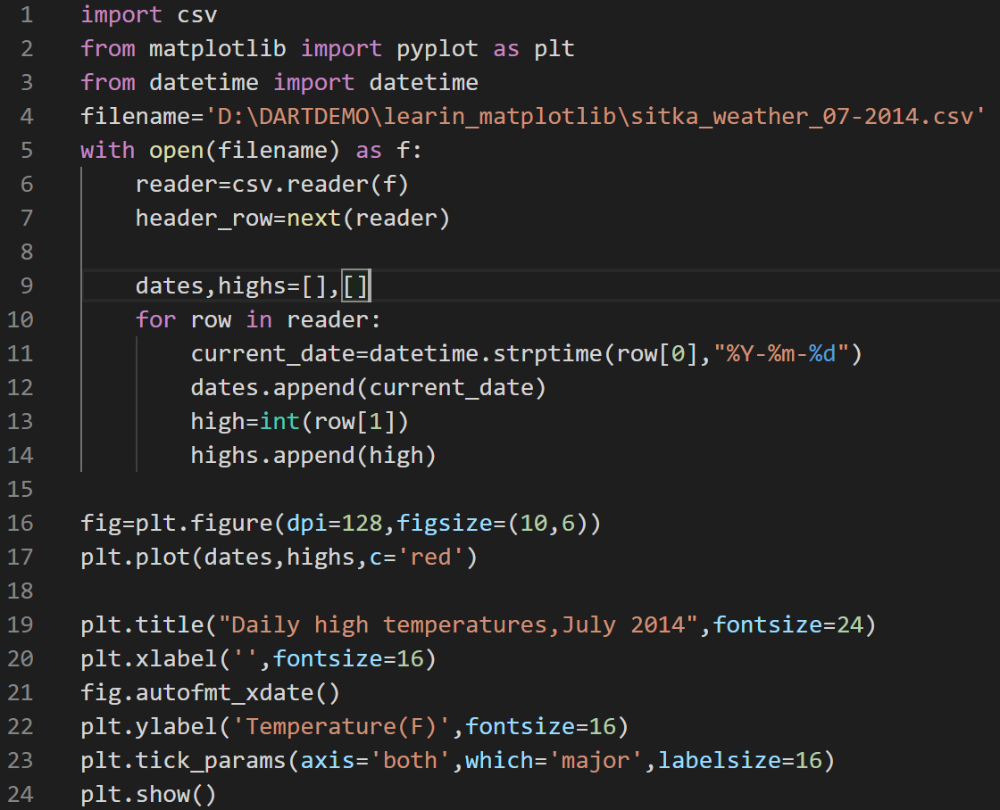 1 import csv
2 from matplotlib import pyplot as plt
3 from datetime import datetime
4 filename='D:\DARTDEMO\learin_matplotlib\sitka_weather_07-2014.csv'
5 with open(filename) as f:
6     reader=csv.reader(f)
7     header_row=next(reader)
8
9     dates,highs=[],[]
10     for row in reader:
11         current_date=datetime.strptime(row[0],"%Y-%m-%d")
12         dates.append(current_date)
13         high=int(row[1])
14         highs.append(high)
15
16 fig=plt.figure(dpi=128,figsize=(10,6))
17 plt.plot(dates,highs,c='red')
18
19 plt.title("Daily high temperatures,July 2014",fontsize=24)
20 plt.xlabel('',fontsize=16)
21 fig.autofmt_xdate()
22 plt.ylabel('Temperature(F)',fontsize=16)
23 plt.tick_params(axis='both',which='major',labelsize=16)
24 plt.show()